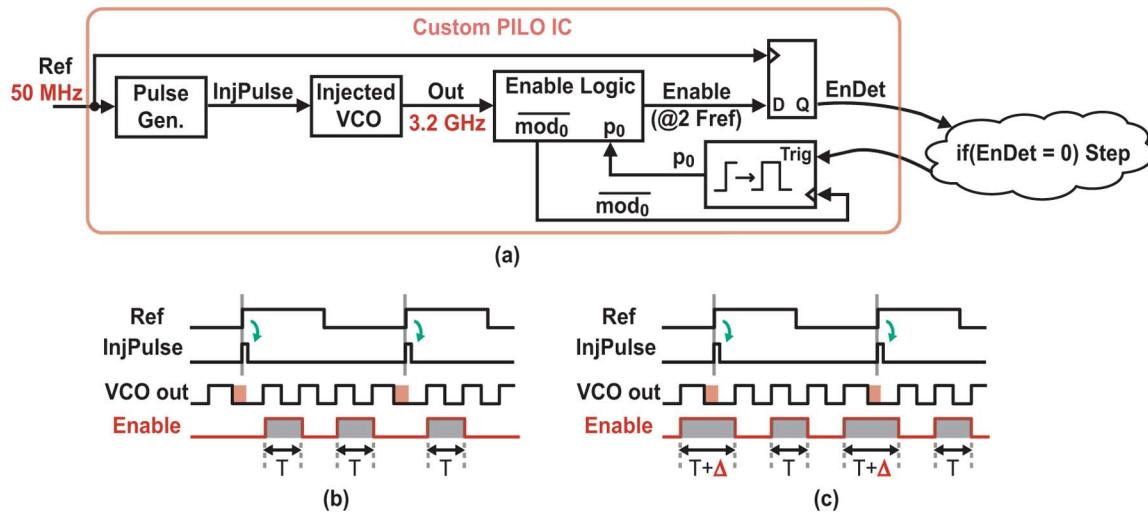 Custom PILO IC
Ref
50 MHz
Pulse
Gen.
InjPulse
Injected
VCO
Out
3.2 GHz
Enable Logic
mod0
p0
Enable
(@2 Fref)
D Q
EnDet
if(EnDet = 0) Step
p0
Trig
mod0
(a)
Ref
InjPulse
VCO out
Enable
T
T
T
(b)
Ref
InjPulse
VCO out
Enable
T+Δ
T
T+Δ
T
(c)